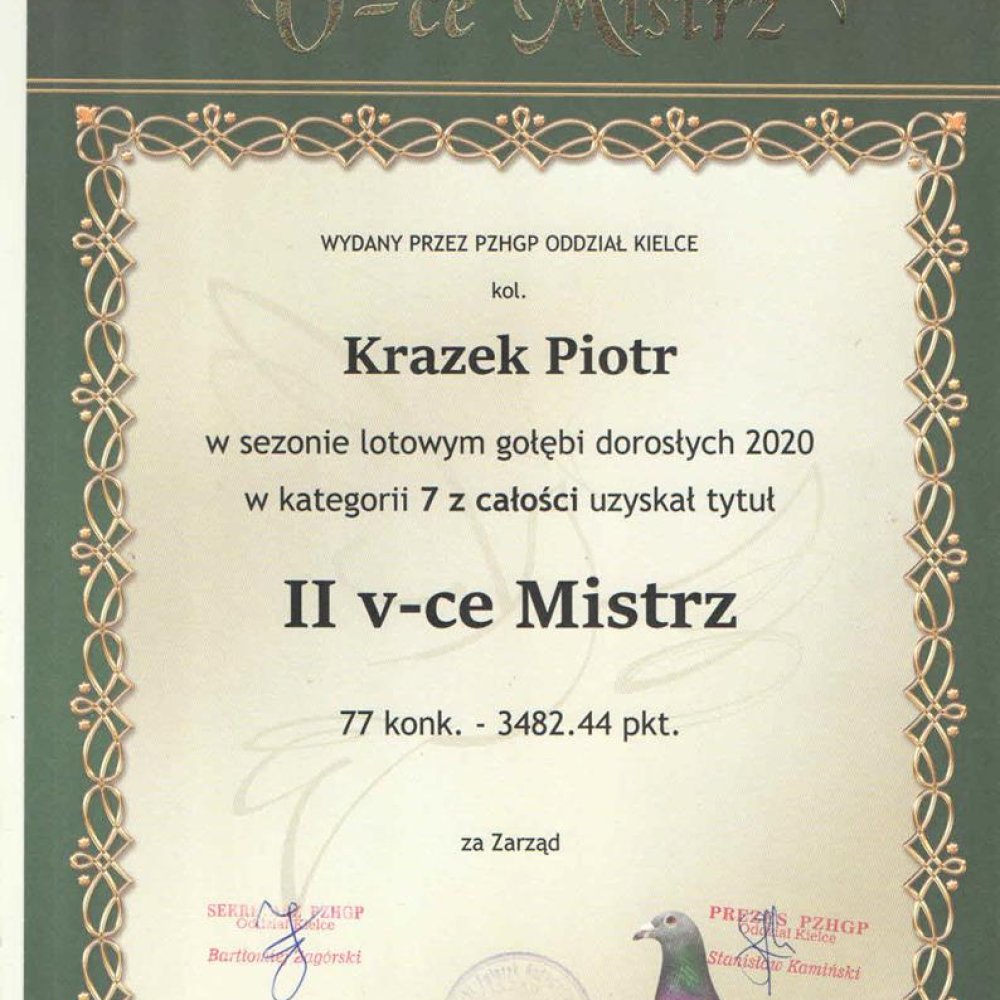 V-ce Mistrz
WYDANY PRZEZ PZHGP ODDZIAŁ KIELCE
kol.
Krazek Piotr
w sezonie lotowym gołębi dorosłych 2020
w kategorii 7 z całości uzyskał tytuł
II v-ce Mistrz
77 konk. - 3482.44 pkt.
za Zarząd
SEKRETARZ PZHGP
Oddział Kielce
Bartłomiej Zagórski
PREZES PZHGP
Oddział Kielce
Stanisław Kamiński